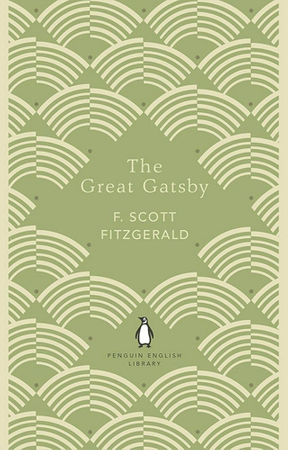 The
Great Gatsby
F. SCOTT
FITZGERALD
PENGUIN ENGLISH
LIBRARY